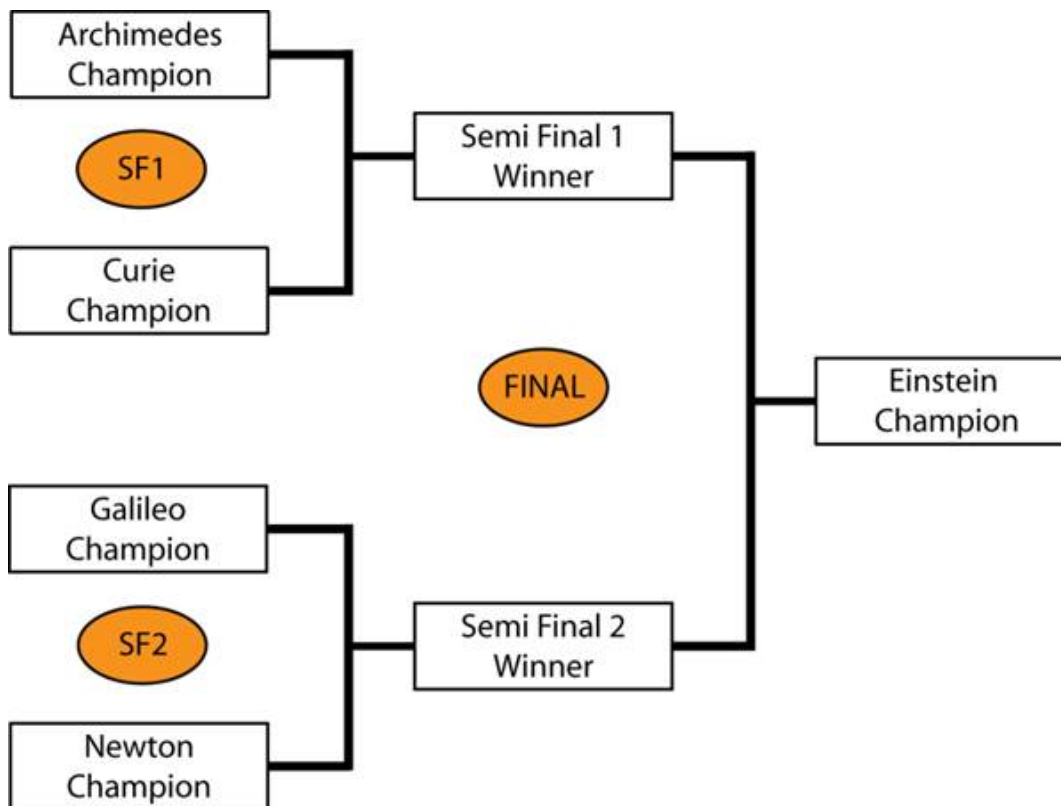 Archimedes
Champion
SF1
Curie
Champion
Semi Final 1
Winner
FINAL
Einstein
Champion
Galileo
Champion
SF2
Newton
Champion
Semi Final 2
Winner